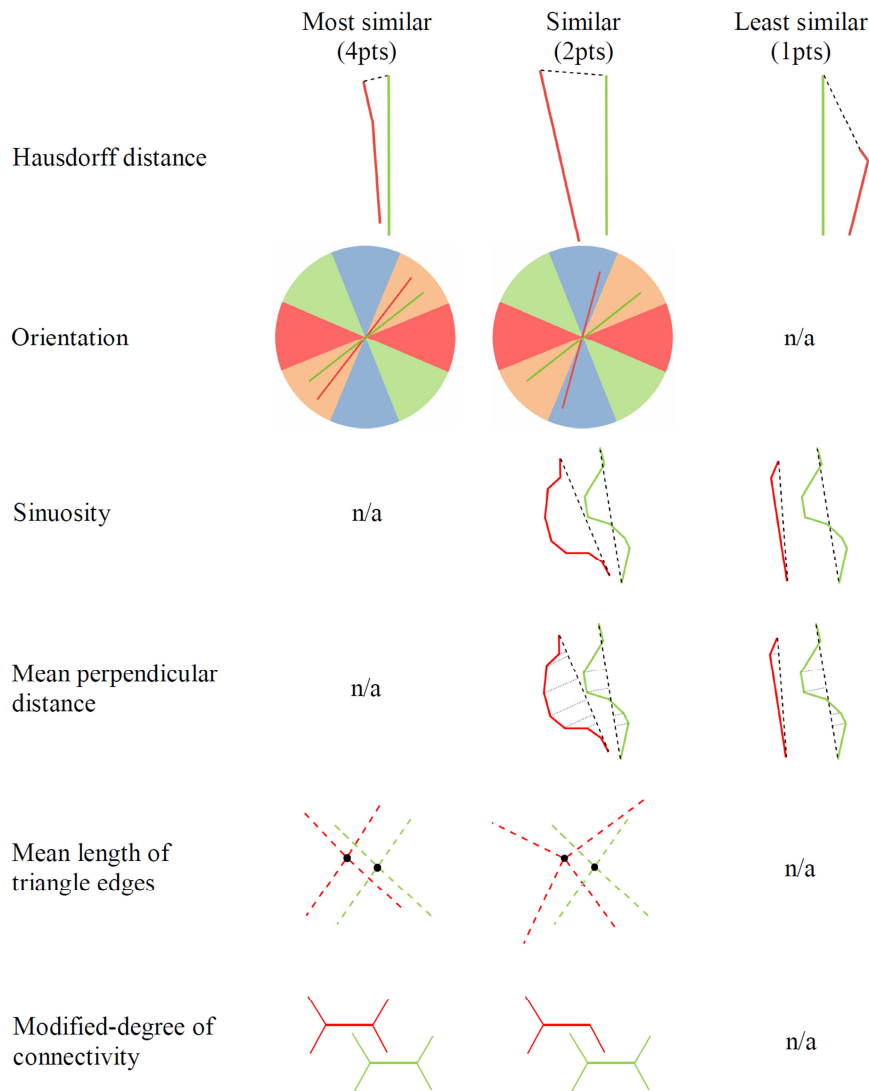 Most similar
(4pts)
Similar
(2pts)
Least similar
(1pts)
Hausdorff distance
Orientation
n/a
Sinuosity
n/a
Mean perpendicular
distance
n/a
Mean length of
triangle edges
n/a
Modified-degree of
connectivity
n/a